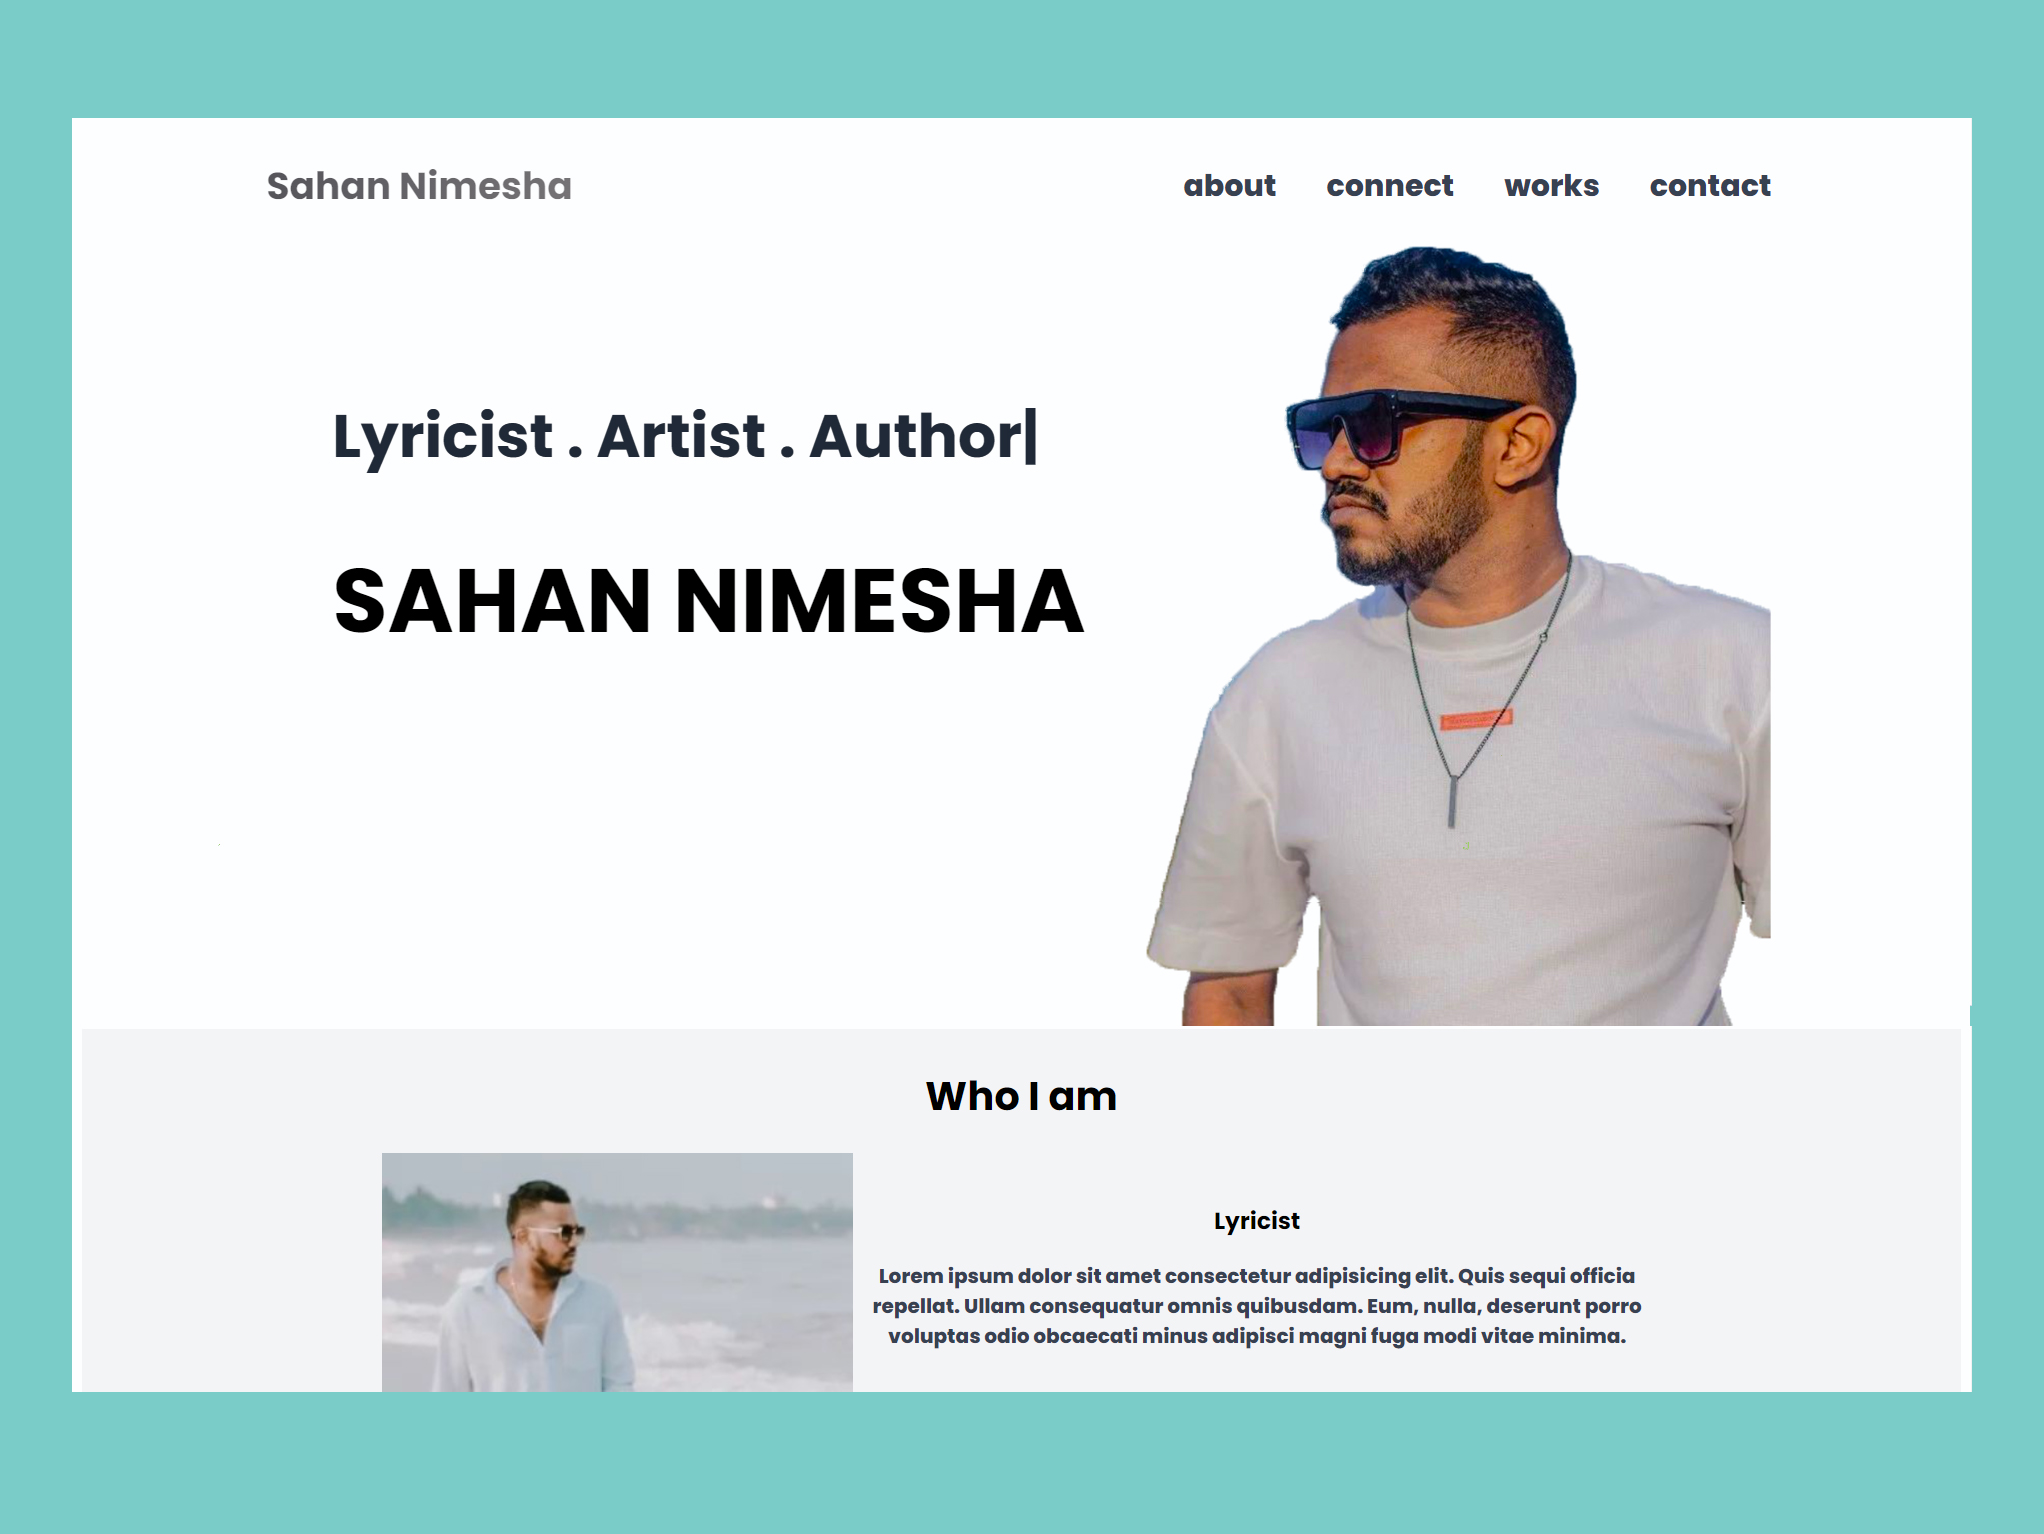 Sahan Nimesha
about connect works contact
Lyricist . Artist . Author|
SAHAN NIMESHA
Who I am
Lyricist
Lorem ipsum dolor sit amet consectetur adipisicing elit. Quis sequi officia
repellat. Ullam consequatur omnis quibusdam. Eum, nulla, deserunt porro
voluptas odio obcaecati minus adipisci magni fuga modi vitae minima.